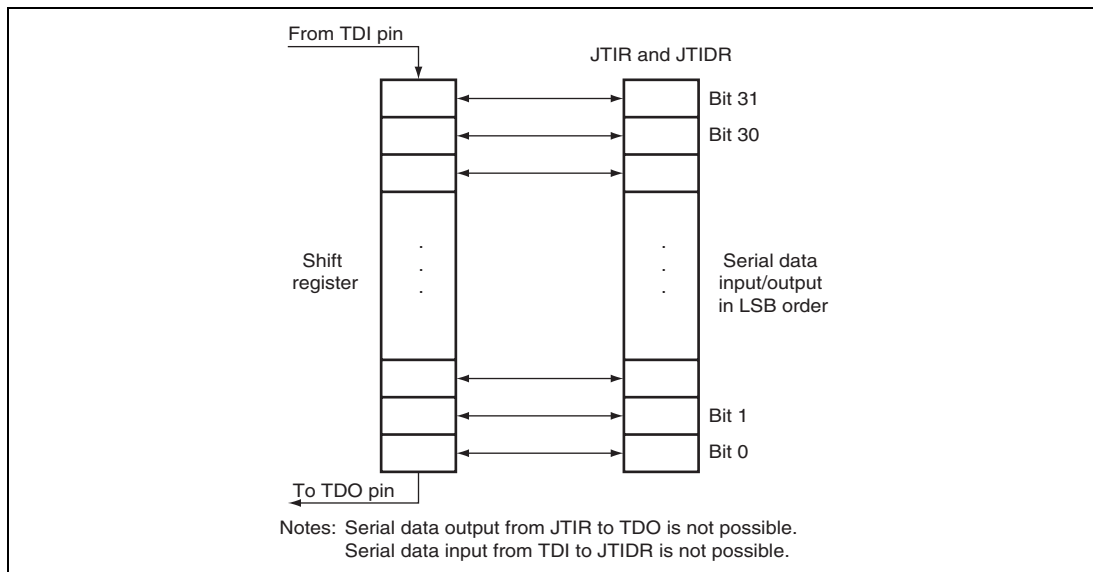 From TDI pin
JTIR and JTIDR
Bit 31
Bit 30
Shift
register
.
.
.
.
.
.
Serial data
input/output
in LSB order
Bit 1
Bit 0
To TDO pin
Notes: Serial data output from JTIR to TDO is not possible.
Serial data input from TDI to JTIDR is not possible.